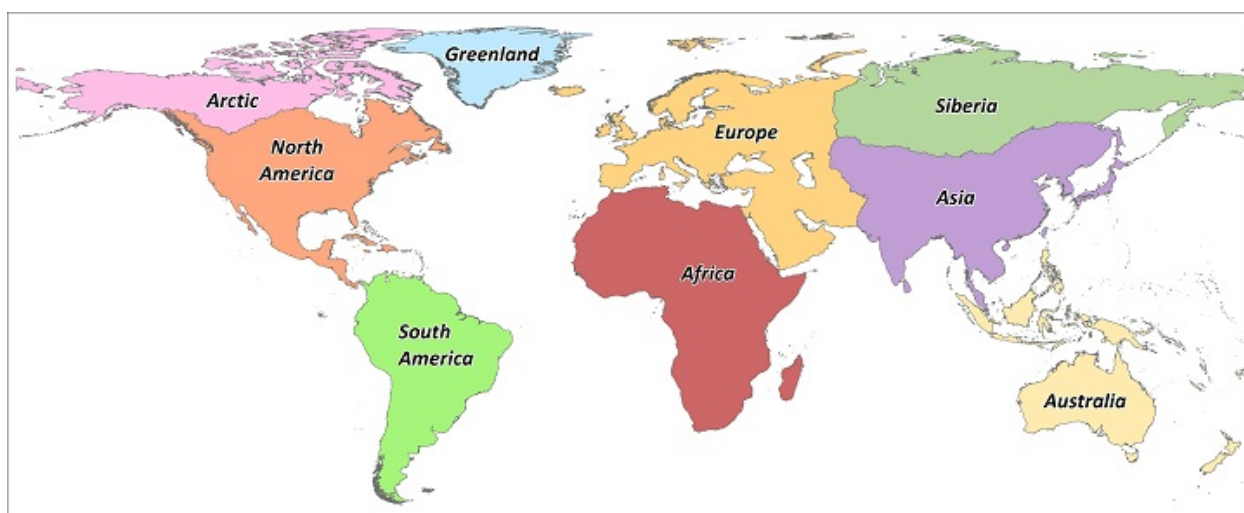 Greenland
Arctic
Siberia
Europe
North
America
Asia
Africa
South
America
Australia